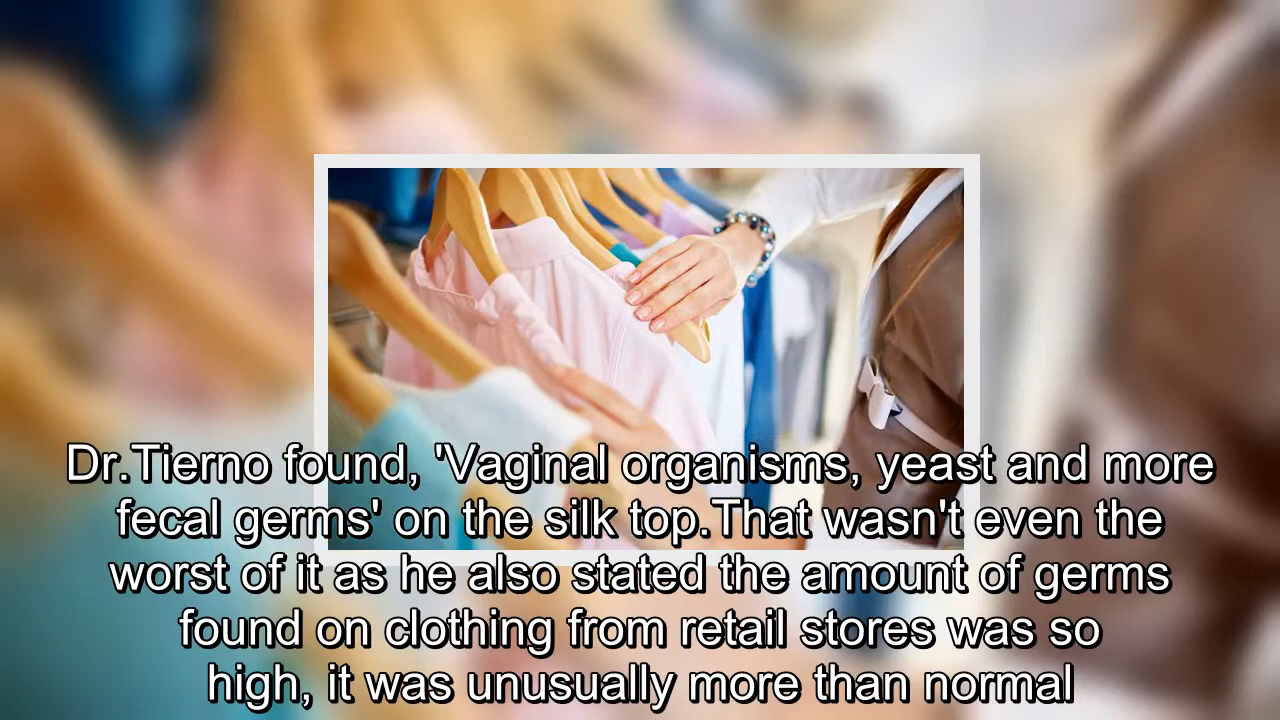 Dr.Tierno found, 'Vaginal organisms, yeast and more
fecal germs' on the silk top.That wasn't even the
worst of it as he also stated the amount of germs
found on clothing from retail stores was so
high, it was unusually more than normal